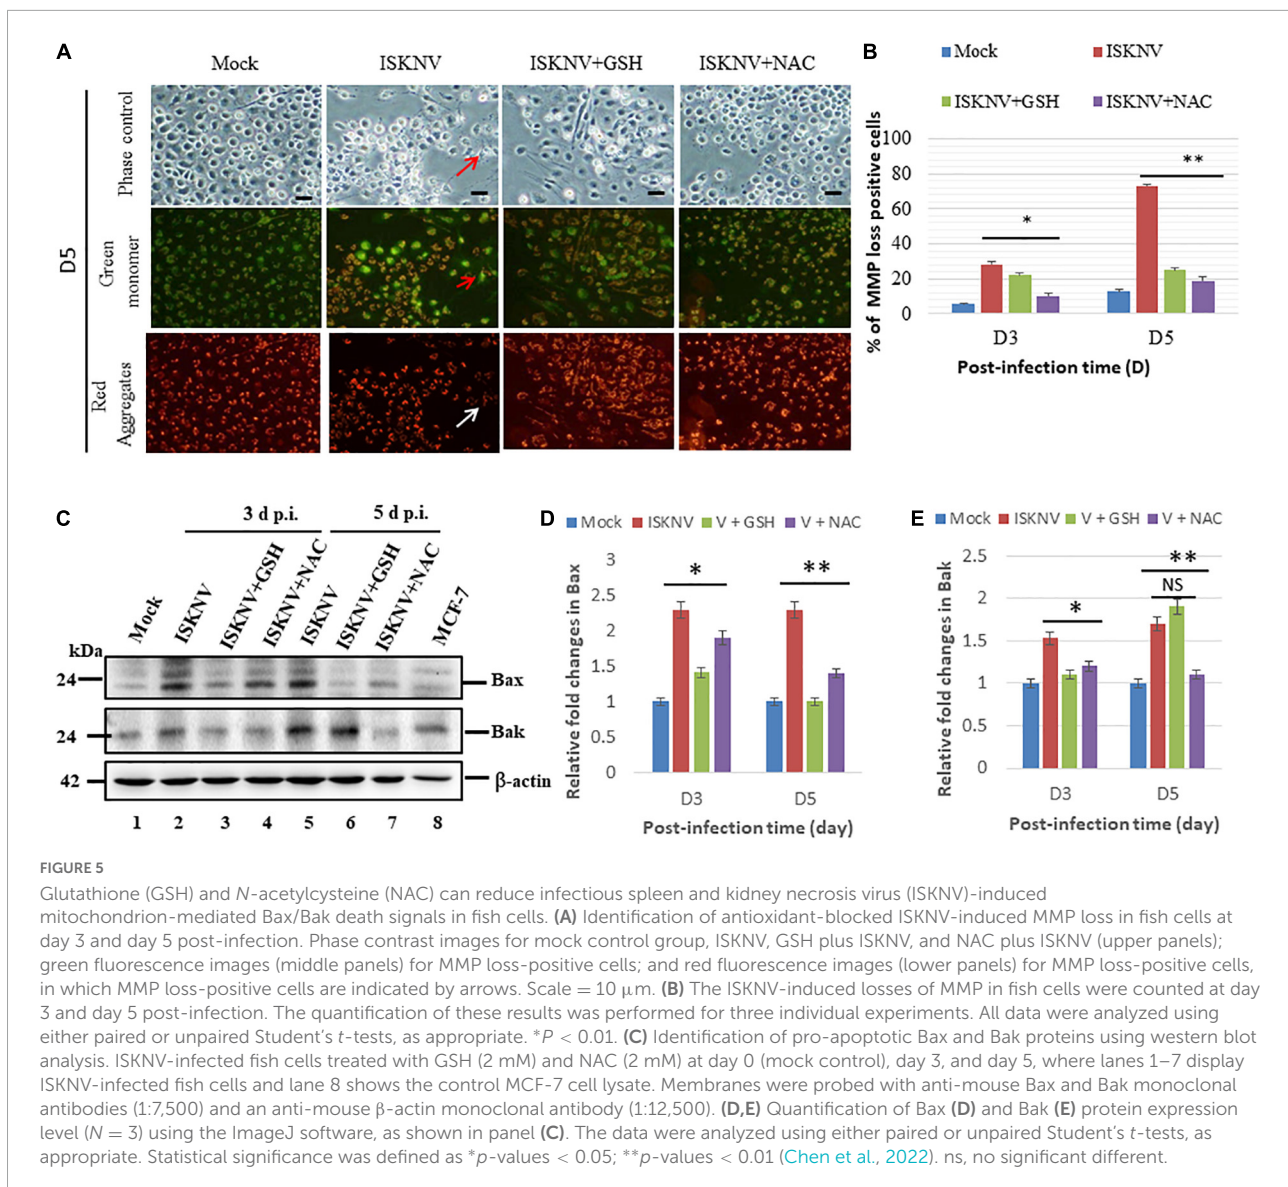 A
Mock
ISKNV
ISKNV+GSH
ISKNV+NAC
D5
Phase control
Green
monomer
Red
Aggregates
B
Mock
ISKNV
ISKNV+GSH
ISKNV+NAC
% of MMP loss positive cells
100
80
60
40
20
0
*
**
D3
D5
Post-infection time (D)
C
3 d p.i.
5 d p.i.
Mock
ISKNV
ISKNV+GSH
ISKNV+NAC
ISKNV
ISKNV+GSH
ISKNV+NAC
MCF-7
kDa
24
Bax
24
Bak
42
β-actin
1 2 3 4 5 6 7 8
D
Mock ISKNV V + GSH V + NAC
Relative fold changes in Bax
3
2.5
2
1.5
1
0.5
0
*
**
D3
D5
Post-infection time (day)
E
Mock ISKNV V + GSH V + NAC
Relative fold changes in Bak
2.5
2
1.5
1
0.5
0
*
**
NS
D3
D5
Post-infection time (day)
FIGURE 5
Glutathione (GSH) and N-acetylcysteine (NAC) can reduce infectious spleen and kidney necrosis virus (ISKNV)-induced
mitochondrion-mediated Bax/Bak death signals in fish cells. (A) Identification of antioxidant-blocked ISKNV-induced MMP loss in fish cells at
day 3 and day 5 post-infection. Phase contrast images for mock control group, ISKNV, GSH plus ISKNV, and NAC plus ISKNV (upper panels);
green fluorescence images (middle panels) for MMP loss-positive cells; and red fluorescence images (lower panels) for MMP loss-positive cells,
in which MMP loss-positive cells are indicated by arrows. Scale = 10 μm. (B) The ISKNV-induced losses of MMP in fish cells were counted at day
3 and day 5 post-infection. The quantification of these results was performed for three individual experiments. All data were analyzed using
either paired or unpaired Student's t-tests, as appropriate. *P < 0.01. (C) Identification of pro-apoptotic Bax and Bak proteins using western blot
analysis. ISKNV-infected fish cells treated with GSH (2 mM) and NAC (2 mM) at day 0 (mock control), day 3, and day 5, where lanes 1–7 display
ISKNV-infected fish cells and lane 8 shows the control MCF-7 cell lysate. Membranes were probed with anti-mouse Bax and Bak monoclonal
antibodies (1:7,500) and an anti-mouse β-actin monoclonal antibody (1:12,500). (D,E) Quantification of Bax (D) and Bak (E) protein expression
level (N = 3) using the ImageJ software, as shown in panel (C). The data were analyzed using either paired or unpaired Student's t-tests, as
appropriate. Statistical significance was defined as *p-values < 0.05; **p-values < 0.01 (Chen et al., 2022). ns, no significant different.